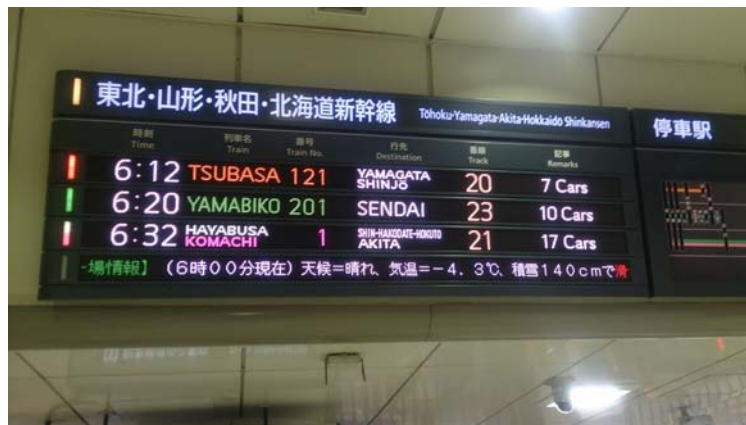 東北・山形・秋田・北海道新幹線 Tōhoku-Yamagata-Akita-Hokkaido Shinkansen
停車駅
時刻 列車名 番号 行先 番線 記事
Time Train Train No. Destination Track Remarks
6:12 TSUBASA 121 YAMAGATA SHINJŌ 20 7 Cars
6:20 YAMABIKO 201 SENDAI 23 10 Cars
6:32 HAYABUSA KOMACHI 1 SHIN-HAKODATE-HOKUTO AKITA 21 17 Cars
場情報】（6時00分現在）天候＝晴れ、気温＝－4．3℃、積雪140cmで滑